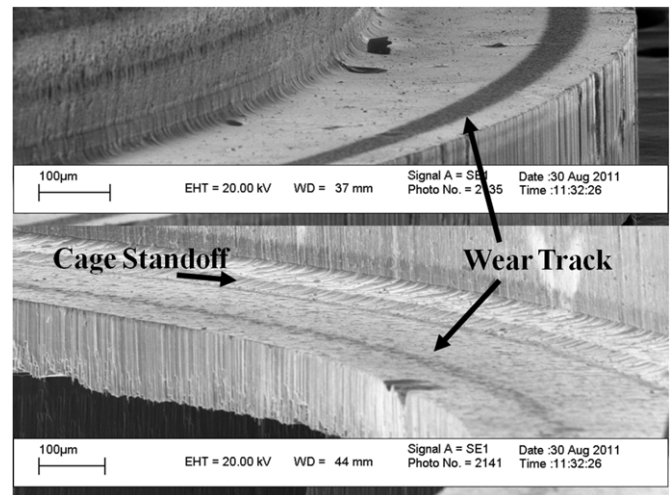 100µm
EHT = 20.00 kV WD = 37 mm
Signal A = SE1 Date :30 Aug 2011
Photo No. = 2135 Time :11:32:26
Cage Standoff
Wear Track
100µm
EHT = 20.00 kV WD = 44 mm
Signal A = SE1 Date :30 Aug 2011
Photo No. = 2141 Time :11:32:26